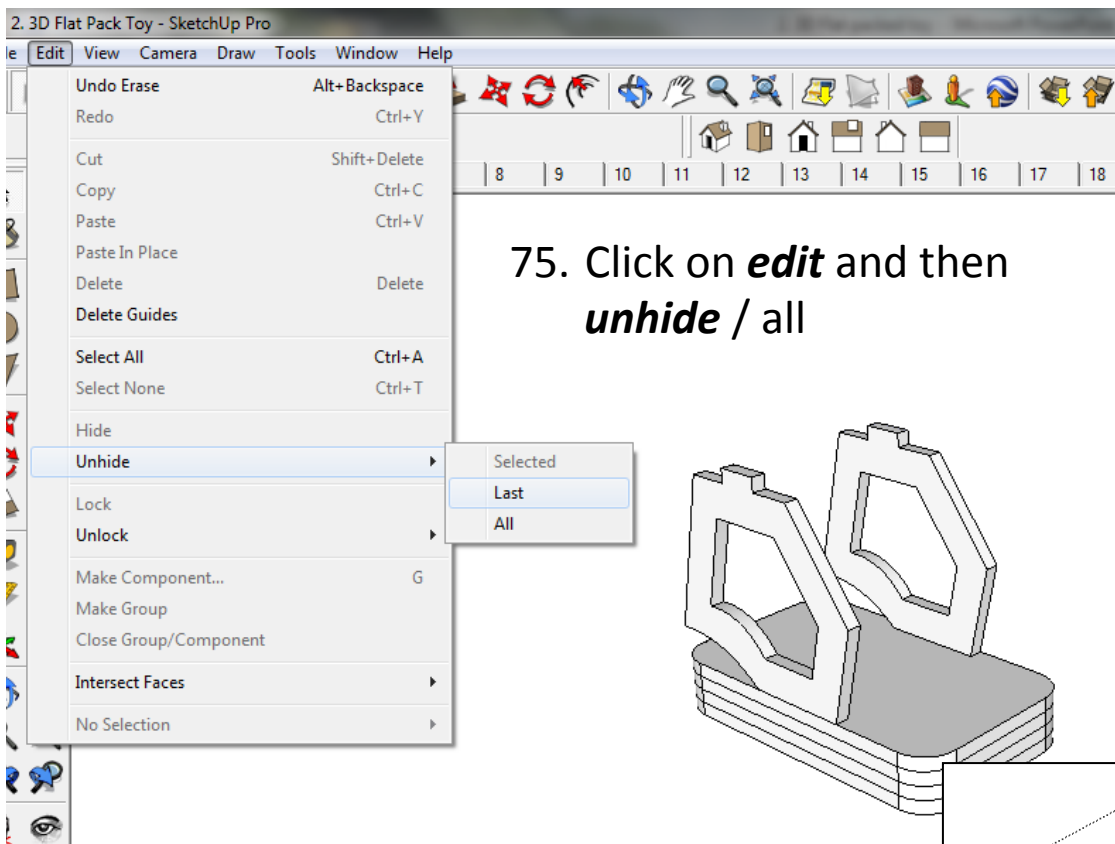 2. 3D Flat Pack Toy - SketchUp Pro
le Edit View Camera Draw Tools Window Help
Undo Erase Alt+Backspace
Redo Ctrl+Y
Cut Shift+Delete
Copy Ctrl+C
Paste Ctrl+V
Paste In Place
Delete Delete
Delete Guides
Select All Ctrl+A
Select None Ctrl+T
Hide
Unhide
Lock
Unlock
Make Component... G
Make Group
Close Group/Component
Intersect Faces
No Selection
Selected
Last
All
8 9 10 11 12 13 14 15 16 17 18
75. Click on edit and then
unhide / all